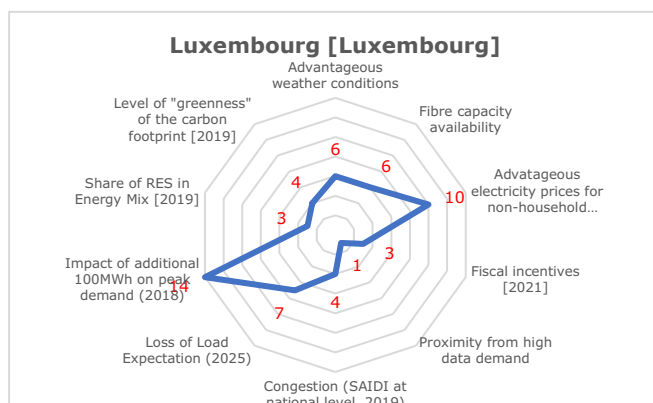 Luxembourg [Luxembourg]
Advantageous
weather conditions
Level of "greenness"
of the carbon
footprint [2019]
Fibre capacity
availability
6
6
4
Share of RES in
Energy Mix [2019]
3
Advatageous
electricity prices for
non-household...
10
Impact of additional
100MWh on peak
demand (2018)
14
3
Fiscal incentives
[2021]
1
4
7
Loss of Load
Expectation (2025)
Proximity from high
data demand
Congestion (SAIDI at
national level, 2019)